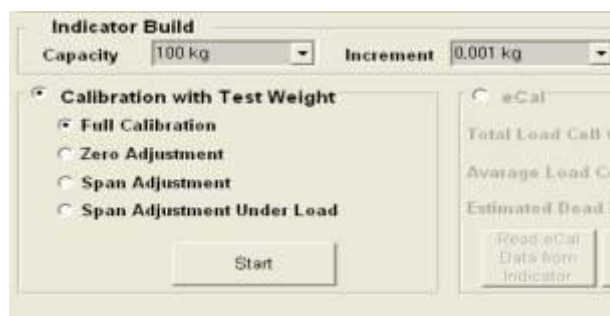 Indicator Build
Capacity 100 kg Increment 0.001 kg
Calibration with Test Weight
Full Calibration
Zero Adjustment
Span Adjustment
Span Adjustment Under Load
Start
eCal
Total Load Cell
Avarage Load
Estimated Dead
Read eCal
Data from
Indicator